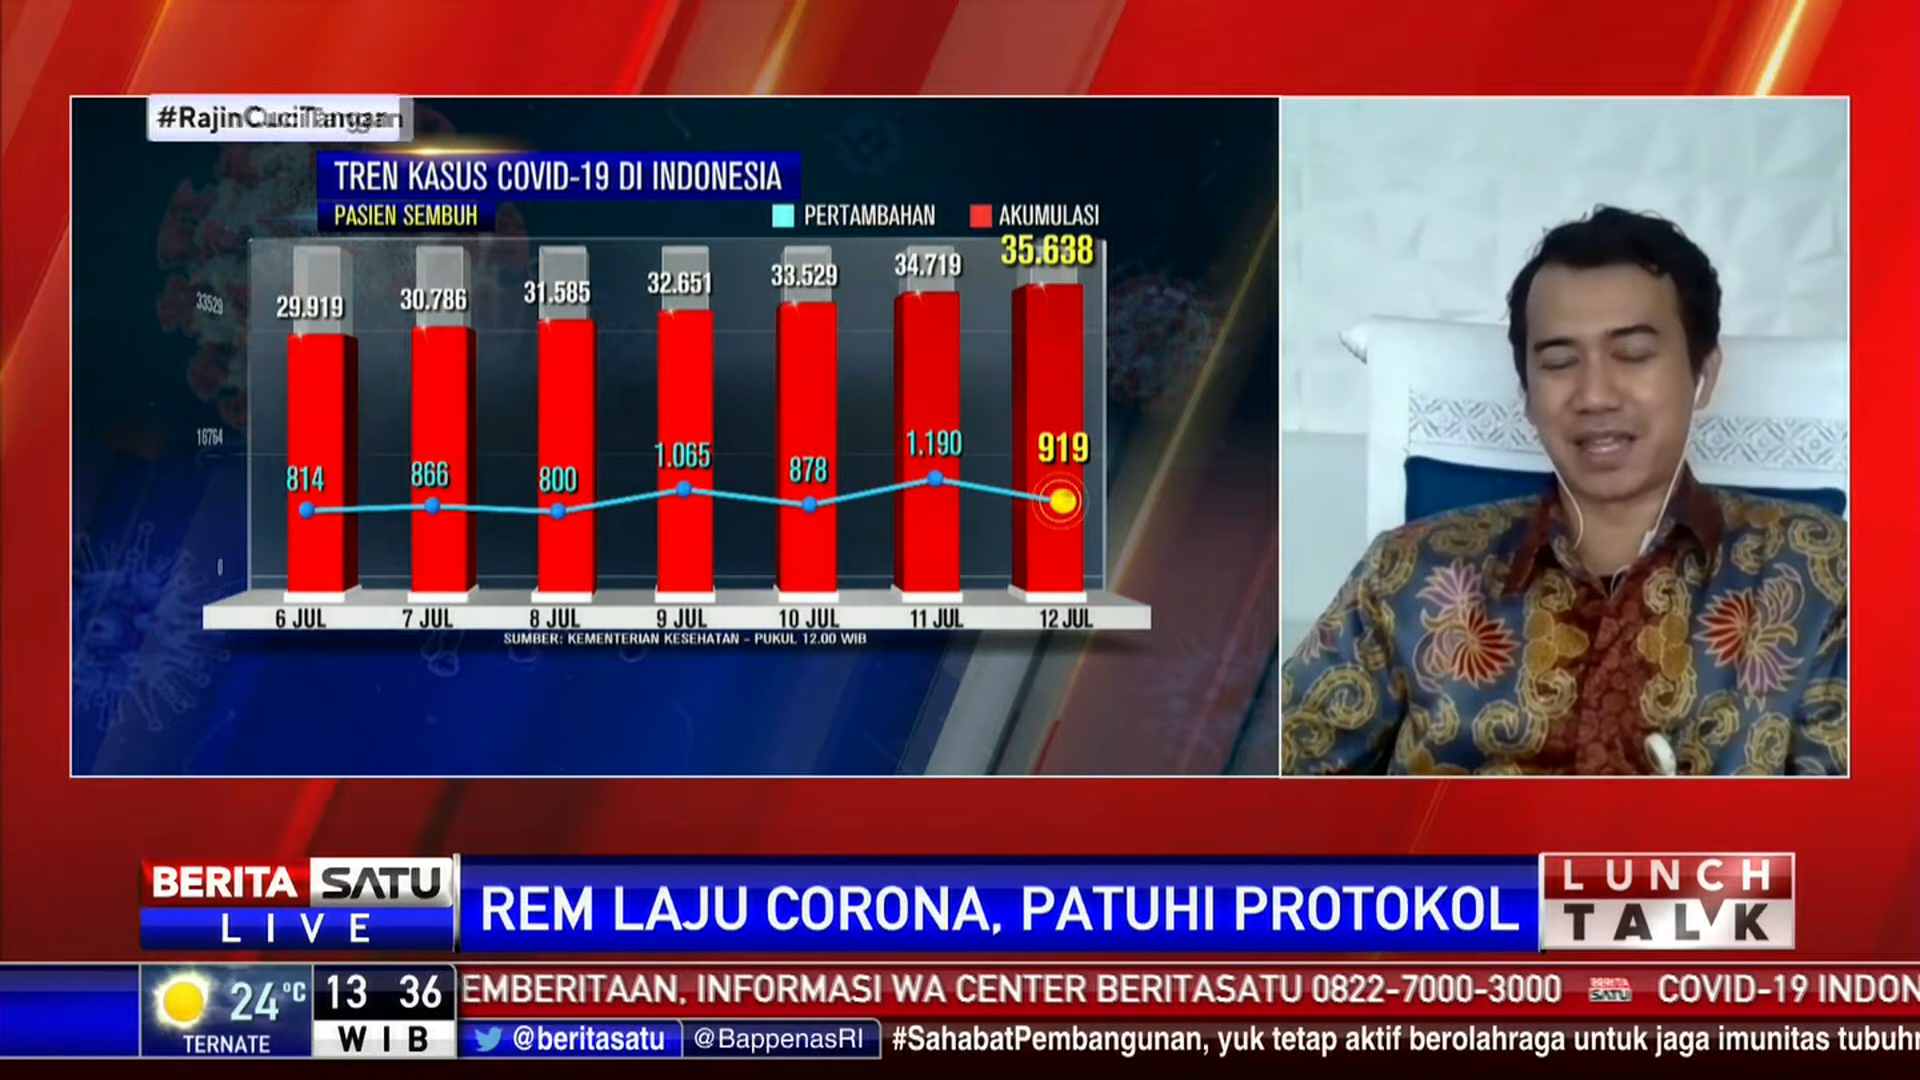 TREN KASUS COVID-19 DI INDONESIA
PASIEN SEMBUH
PERTAMBAHAN
AKUMULASI
33529
16764
0
29.919
30.786
31.585
32.651
33.529
34.719
35.638
814
866
800
1.065
878
1.190
919
6 JUL
7 JUL
8 JUL
9 JUL
10 JUL
11 JUL
12 JUL
SUMBER: KEMENTERIAN KESEHATAN - PUKUL 12.00 WIB
BERITA SATU
LIVE
REM LAJU CORONA, PATUHI PROTOKOL
LUNCH
TALK
24°C
TERNATE
13 36
WIB
EMBERITAAN, INFORMASI WA CENTER BERITASATU 0822-7000-3000 BERITA SATU COVID-19 INDON
@beritasatu
@BappenasRI
#SahabatPembangunan, yuk tetap aktif berolahraga untuk jaga imunitas tubuh